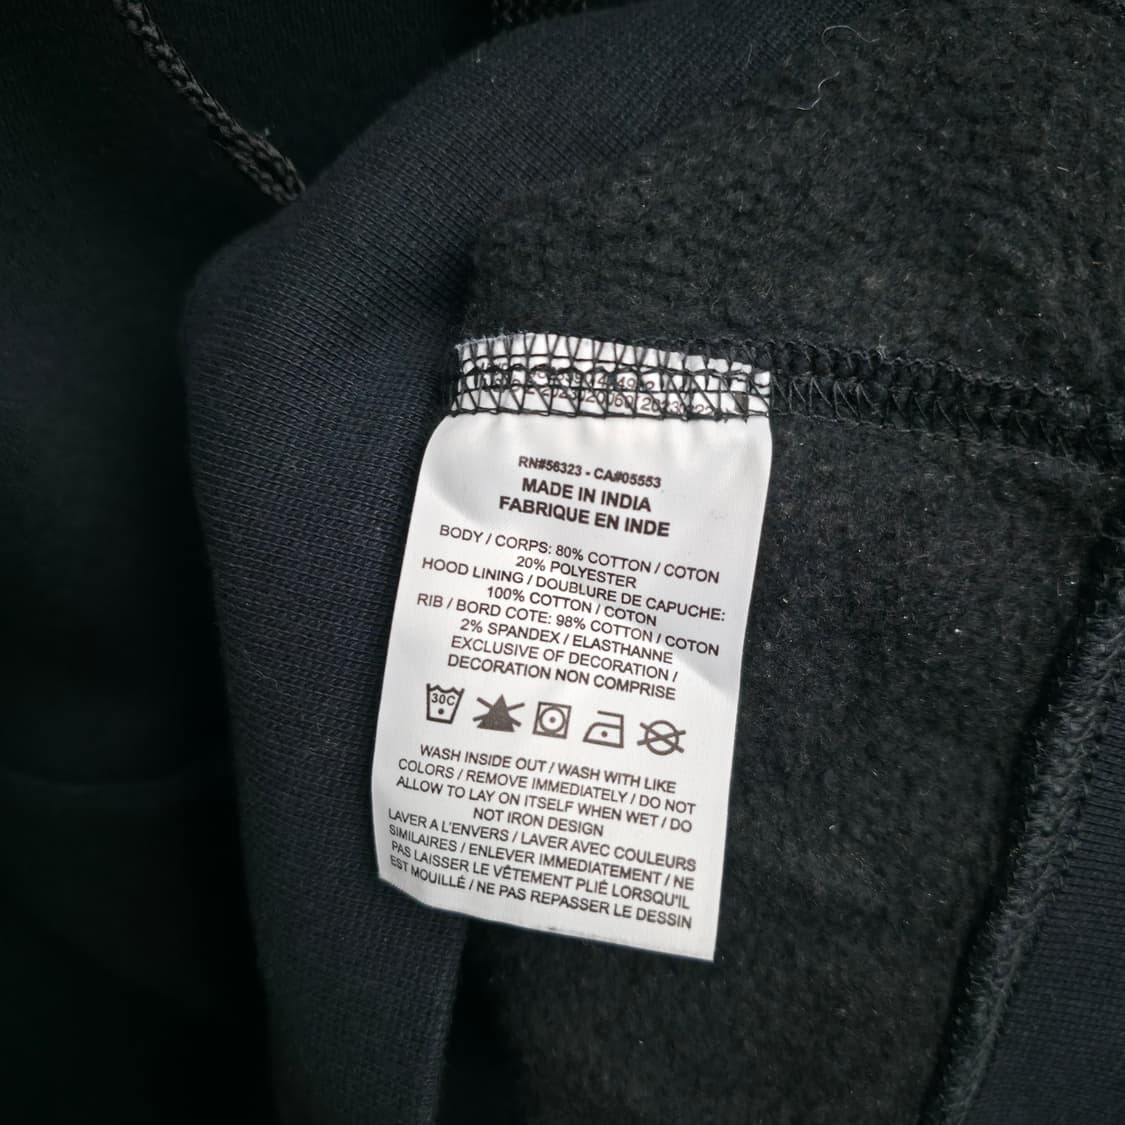 RN#56323 - CA#05553
MADE IN INDIA
FABRIQUE EN INDE
BODY / CORPS: 80% COTTON / COTON
20% POLYESTER
HOOD LINING / DOUBLURE DE CAPUCHE:
100% COTTON / COTON
RIB / BORD COTE: 98% COTTON / COTON
2% SPANDEX / ELASTHANNE
EXCLUSIVE OF DECORATION /
DECORATION NON COMPRISE
30C
WASH INSIDE OUT / WASH WITH LIKE
COLORS / REMOVE IMMEDIATELY / DO NOT
ALLOW TO LAY ON ITSELF WHEN WET / DO
NOT IRON DESIGN
LAVER A L'ENVERS / LAVER AVEC COULEURS
SIMILAIRES / ENLEVER IMMEDIATEMENT / NE
PAS LAISSER LE VÊTEMENT PLIÉ LORSQU'IL
EST MOUILLÉ / NE PAS REPASSER LE DESSIN